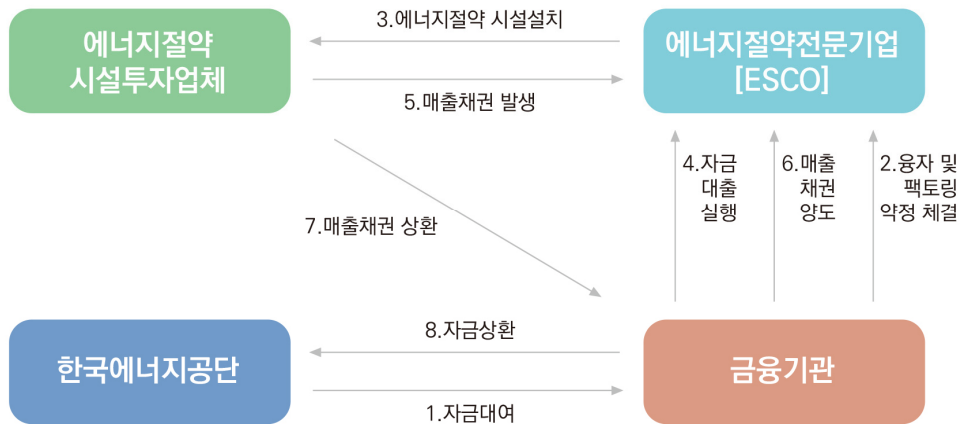 3.에너지절약 시설설치
에너지절약
시설투자업체
에너지절약전문기업
[ESCO]
5.매출채권 발생
4.자금
대출
실행
6.매출
채권
양도
2.융자 및
팩토링
약정 체결
7.매출채권 상환
8.자금상환
한국에너지공단
금융기관
1.자금대여